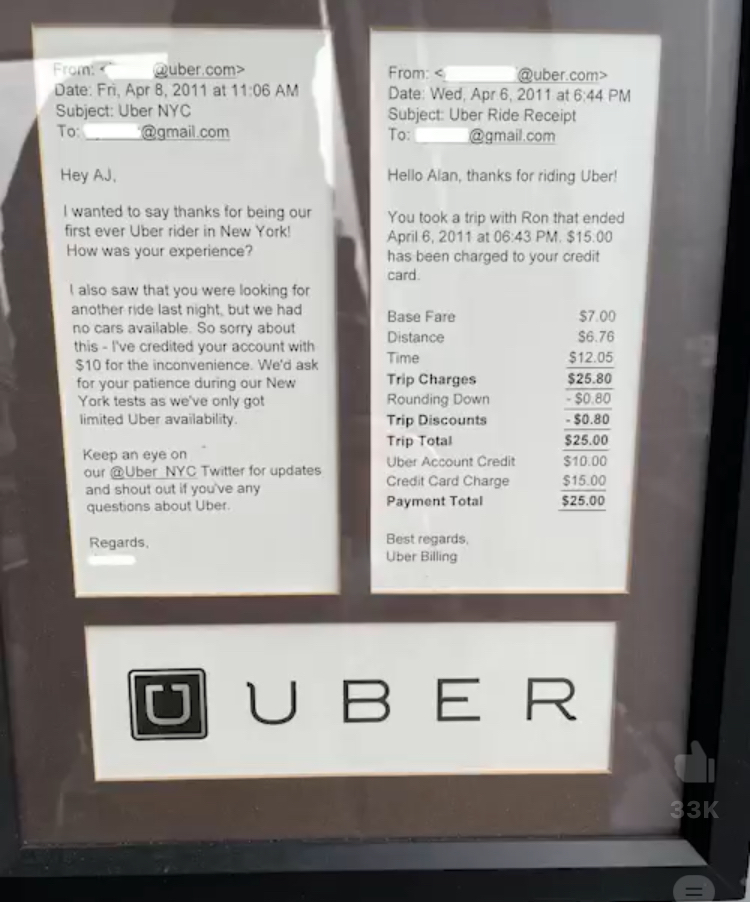 From: < @uber.com>
Date: Fri, Apr 8, 2011 at 11:06 AM
Subject: Uber NYC
To: @gmail.com
Hey AJ,
I wanted to say thanks for being our
first ever Uber rider in New York!
How was your experience?
I also saw that you were looking for
another ride last night, but we had
no cars available. So sorry about
this - I've credited your account with
$10 for the inconvenience. We'd ask
for your patience during our New
York tests as we've only got
limited Uber availability.
Keep an eye on
our @Uber_NYC Twitter for updates
and shout out if you've any
questions about Uber.
Regards,
From: < @uber.com>
Date: Wed, Apr 6, 2011 at 6:44 PM
Subject: Uber Ride Receipt
To: @gmail.com
Hello Alan, thanks for riding Uber!
You took a trip with Ron that ended
April 6, 2011 at 06:43 PM. $15.00
has been charged to your credit
card.
Base Fare $7.00
Distance $6.76
Time $12.05
Trip Charges $25.80
Rounding Down - $0.80
Trip Discounts - $0.80
Trip Total $25.00
Uber Account Credit $10.00
Credit Card Charge $15.00
Payment Total $25.00
Best regards,
Uber Billing
U UBER
33K